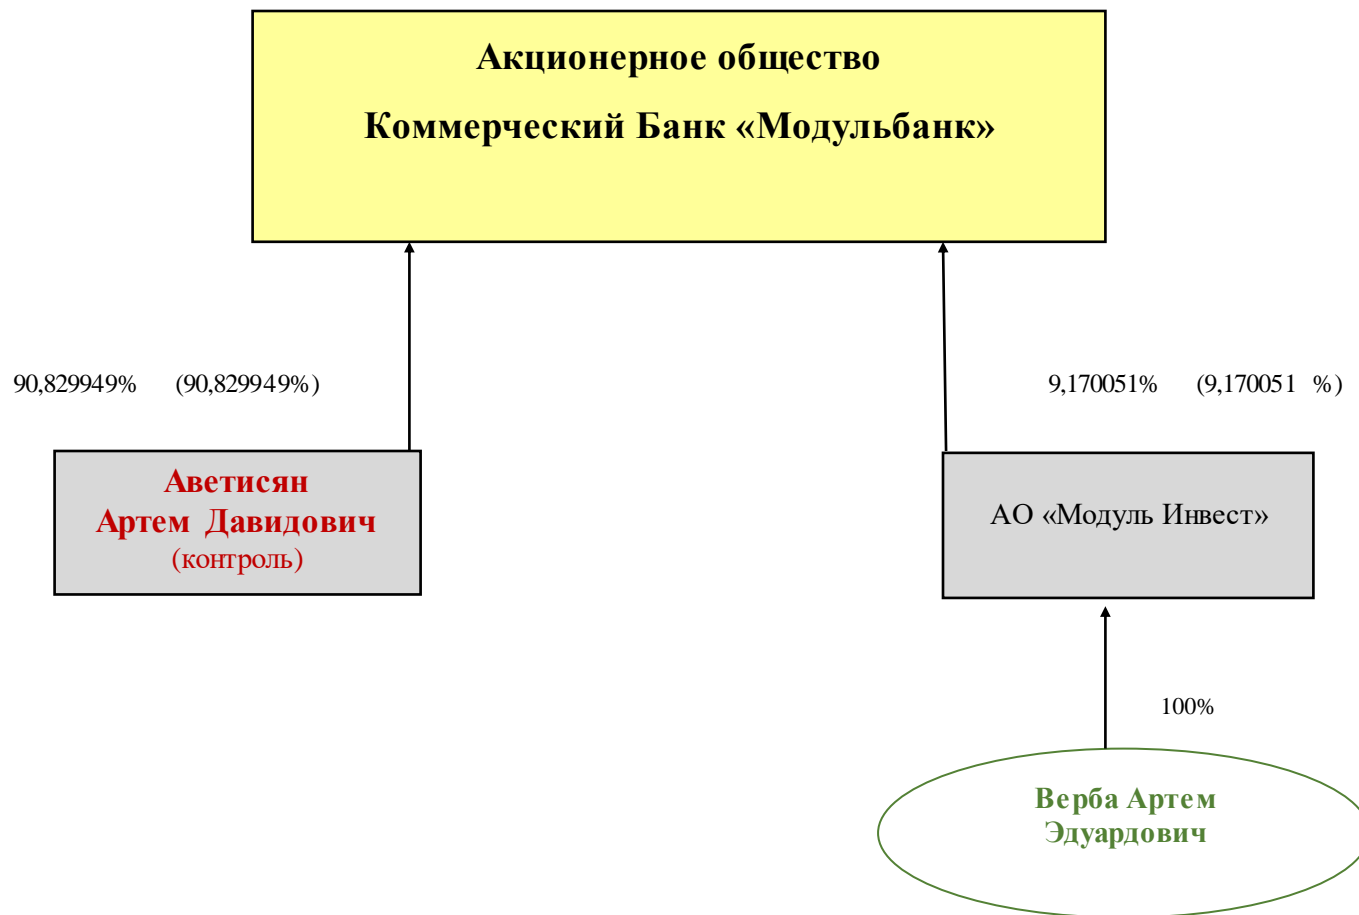 Акционерное общество
Коммерческий Банк «Модульбанк»
90,829949% (90,829949%)
9,170051% (9,170051 %)
Аветисян
Артем Давидович
(контроль)
АО «Модуль Инвест»
100%
Верба Артем
Эдуардович